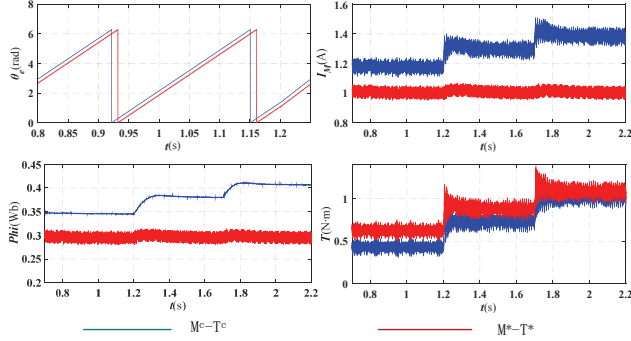 8
6
4
2
0
θe(rad)
0.8 0.85 0.9 0.95 1 1.05 1.1 1.15 1.2
t(s)
1.6
1.4
1.2
1
0.8
IM(A)
0.8 1 1.2 1.4 1.6 1.8 2 2.2
t(s)
0.45
0.4
0.35
0.3
0.25
0.2
Phi(Wb)
0.8 1 1.2 1.4 1.6 1.8 2 2.2
t(s)
1
0.5
0
T(N·m)
0.8 1 1.2 1.4 1.6 1.8 2 2.2
t(s)
Mc-Tc
M*-T*